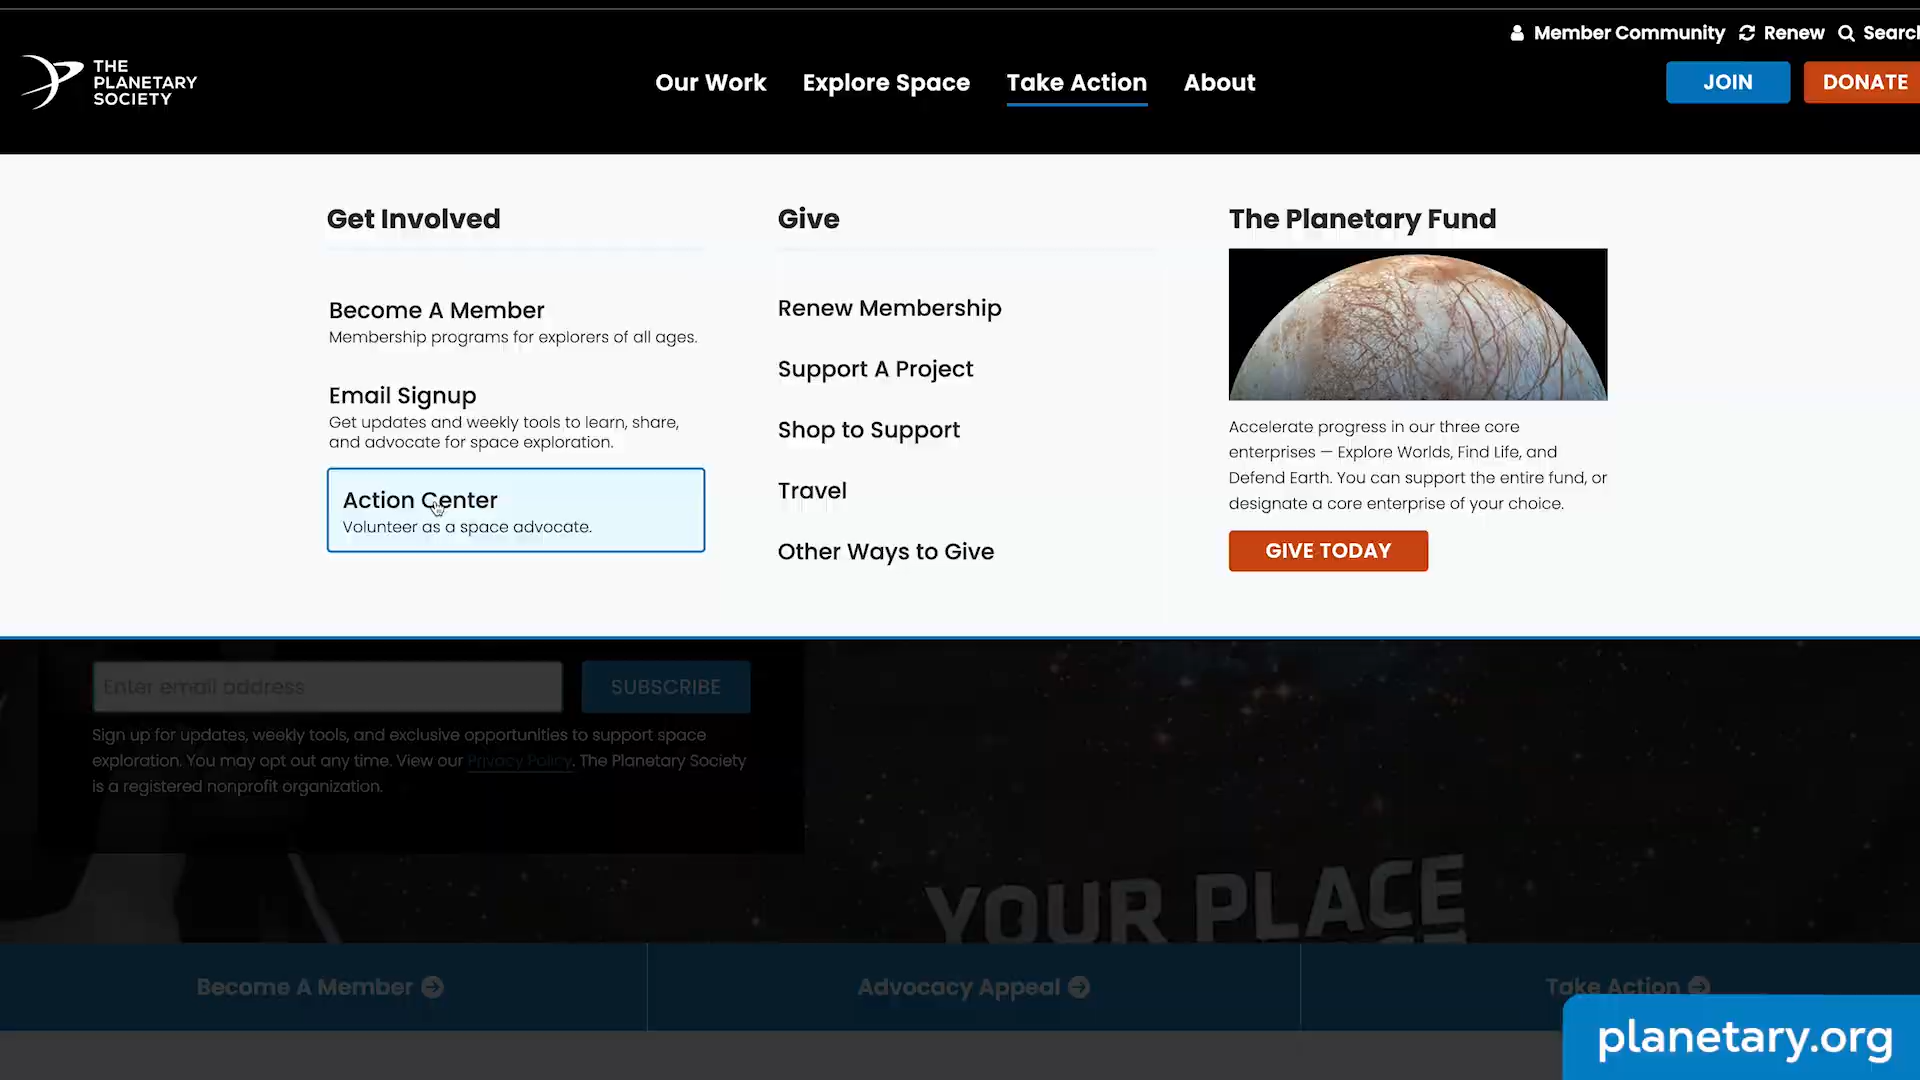 Member Community
Renew
Search
THE
PLANETARY
SOCIETY
Our Work
Explore Space
Take Action
About
JOIN
DONATE
Get Involved
Become A Member
Membership programs for explorers of all ages.
Email Signup
Get updates and weekly tools to learn, share,
and advocate for space exploration.
Action Center
Volunteer as a space advocate.
Give
Renew Membership
Support A Project
Shop to Support
Travel
Other Ways to Give
The Planetary Fund
Accelerate progress in our three core
enterprises — Explore Worlds, Find Life, and
Defend Earth. You can support the entire fund, or
designate a core enterprise of your choice.
GIVE TODAY
Enter email address
SUBSCRIBE
Sign up for updates, weekly tools, and exclusive opportunities to support space
exploration. You may opt out any time. View our Privacy Policy. The Planetary Society
is a registered nonprofit organization.
YOUR PLACE
Become A Member
Advocacy Appeal
Take Action
planetary.org